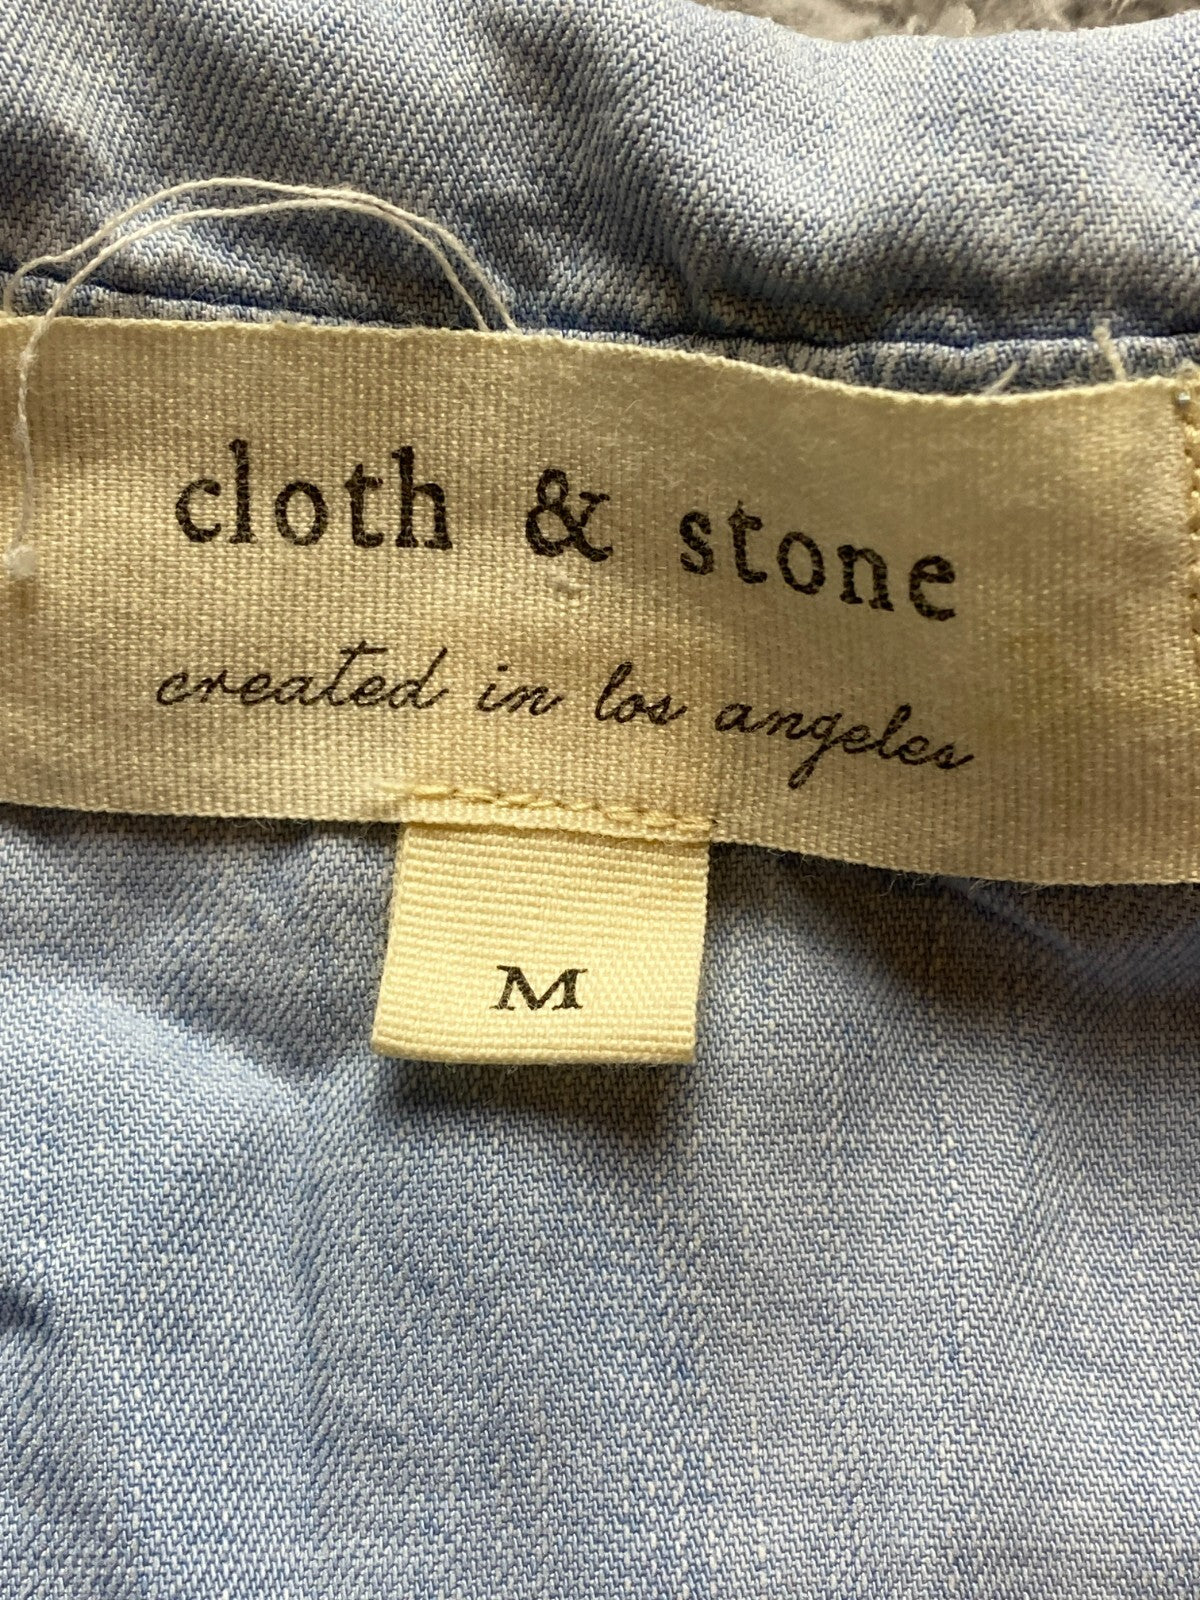 cloth & stone
created in los angeles
M